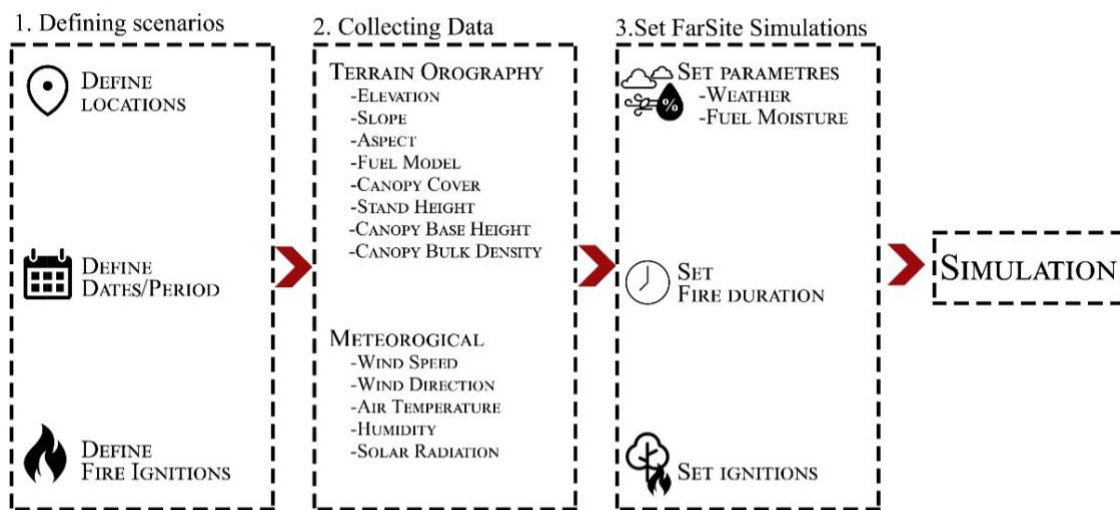 1. Defining scenarios
DEFINE
LOCATIONS
DEFINE
DATES/PERIOD
DEFINE
FIRE IGNITIONS
2. Collecting Data
TERRAIN OROGRAPHY
-ELEVATION
-SLOPE
-ASPECT
-FUEL MODEL
-CANOPY COVER
-STAND HEIGHT
-CANOPY BASE HEIGHT
-CANOPY BULK DENSITY
METEOROGICAL
-WIND SPEED
-WIND DIRECTION
-AIR TEMPERATURE
-HUMIDITY
-SOLAR RADIATION
3.Set FarSite Simulations
%
SET PARAMETRES
-WEATHER
-FUEL MOISTURE
SET
FIRE DURATION
SET IGNITIONS
SIMULATION